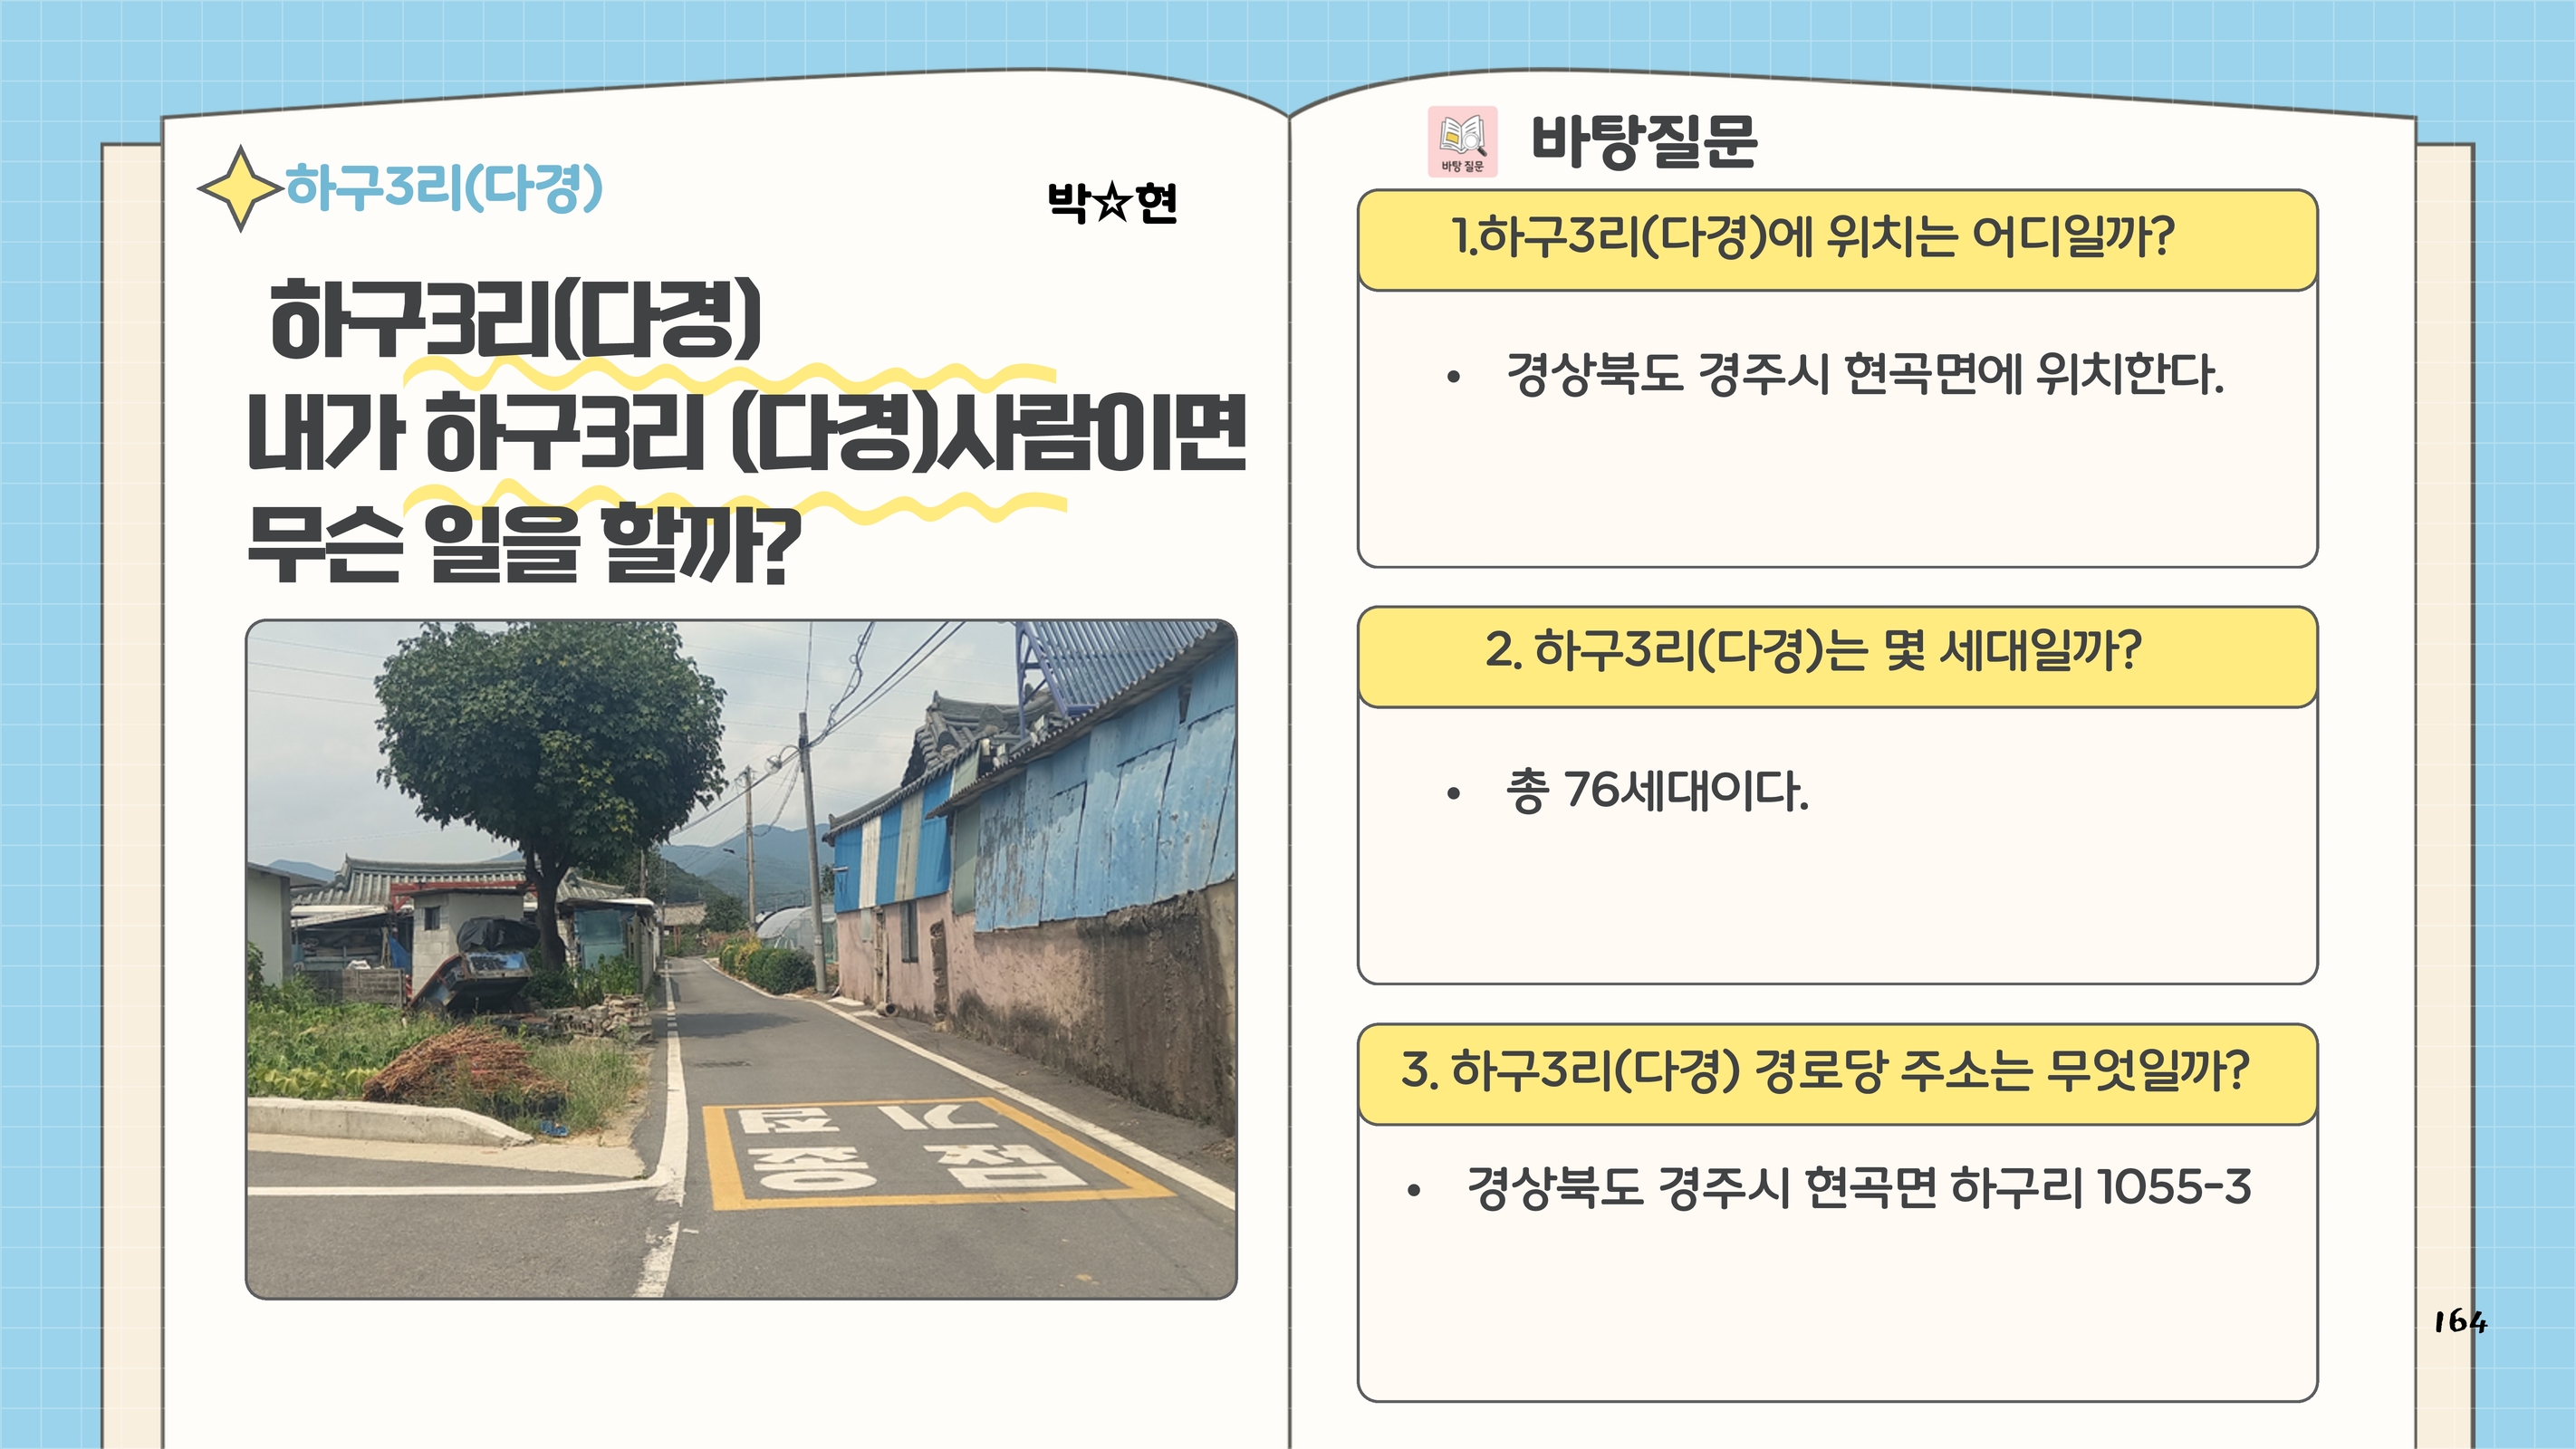 하구3리(다경)
박☆현
하구3리(다경)
내가 하구3리 (다경)사람이면
무슨 일을 할까?
바탕 질문
바탕질문
1.하구3리(다경)에 위치는 어디일까?
• 경상북도 경주시 현곡면에 위치한다.
2. 하구3리(다경)는 몇 세대일까?
• 총 76세대이다.
3. 하구3리(다경) 경로당 주소는 무엇일까?
• 경상북도 경주시 현곡면 하구리 1055-3
164